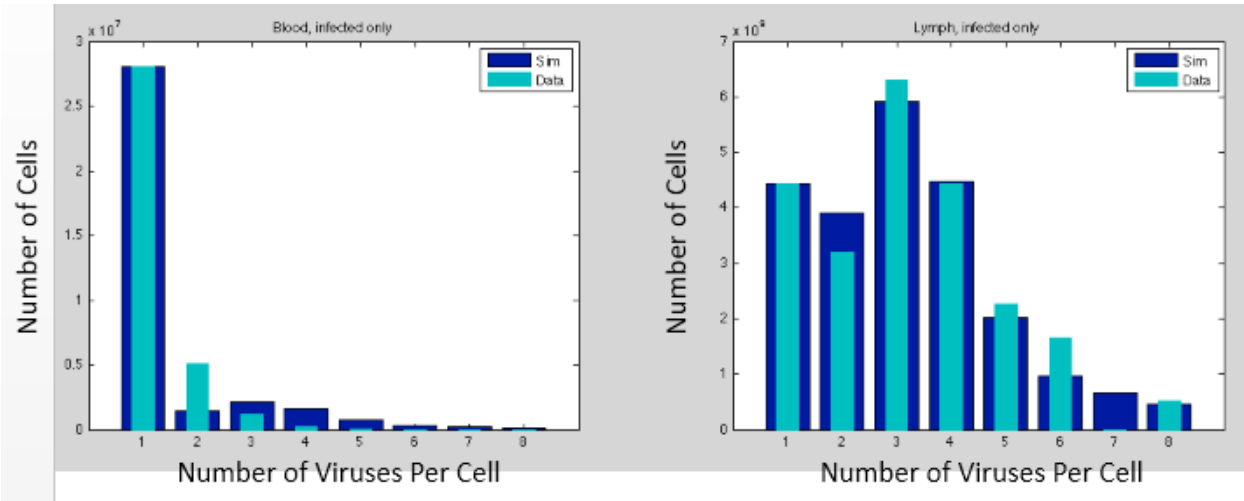 x 10^7
Blood, infected only
3
2.5
2
1.5
1
0.5
0
1 2 3 4 5 6 7 8
Sim
Data
Number of Cells
Number of Viruses Per Cell
Lymph, infected only
7
6
5
4
3
2
1
0
1 2 3 4 5 6 7 8
Sim
Data
Number of Cells
Number of Viruses Per Cell